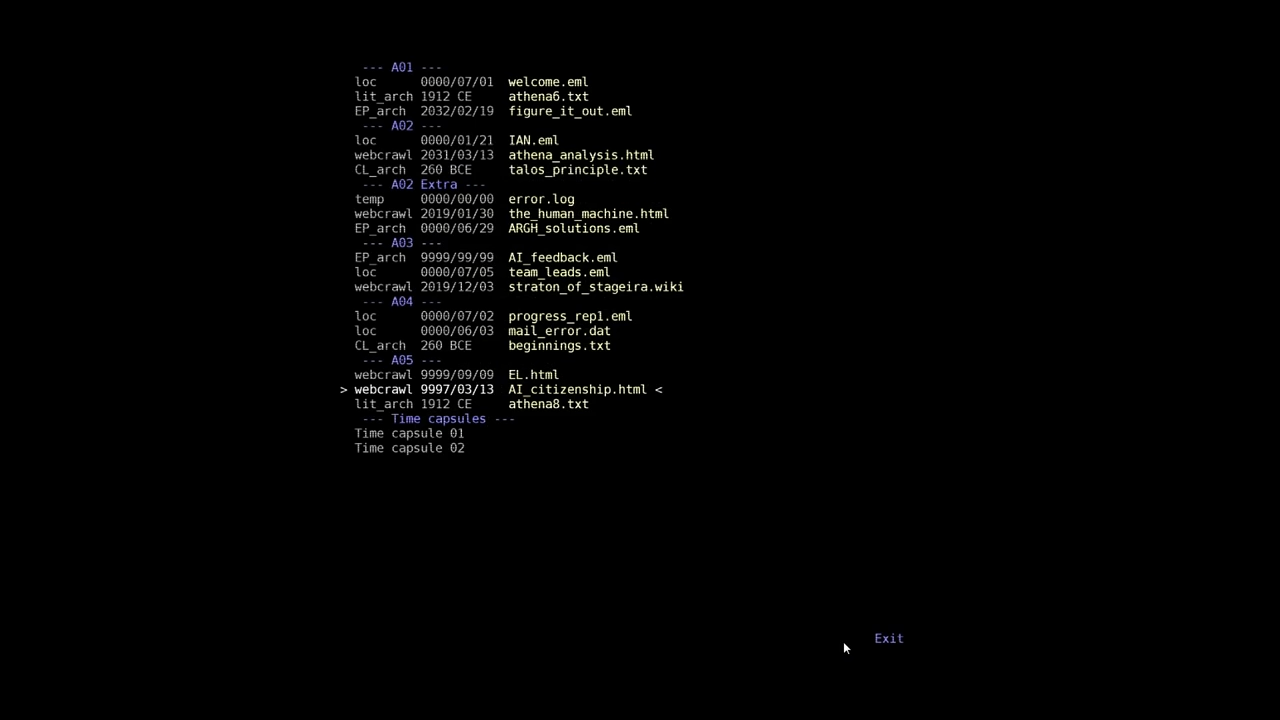 --- A01 ---
loc 0000/07/01 welcome.eml
lit_arch 1912 CE athena6.txt
EP_arch 2032/02/19 figure_it_out.eml
--- A02 ---
loc 0000/01/21 IAN.eml
webcrawl 2031/03/13 athena_analysis.html
CL_arch 260 BCE talos_principle.txt
--- A02 Extra ---
temp 0000/00/00 error.log
webcrawl 2019/01/30 the_human_machine.html
EP_arch 0000/06/29 ARGH_solutions.eml
--- A03 ---
EP_arch 9999/99/99 AI_feedback.eml
loc 0000/07/05 team_leads.eml
webcrawl 2019/12/03 straton_of_stageira.wiki
--- A04 ---
loc 0000/07/02 progress_rep1.eml
loc 0000/06/03 mail_error.dat
CL_arch 260 BCE beginnings.txt
--- A05 ---
webcrawl 9999/09/09 EL.html
> webcrawl 9997/03/13 AI_citizenship.html <
lit_arch 1912 CE athena8.txt
--- Time capsules ---
Time capsule 01
Time capsule 02
Exit